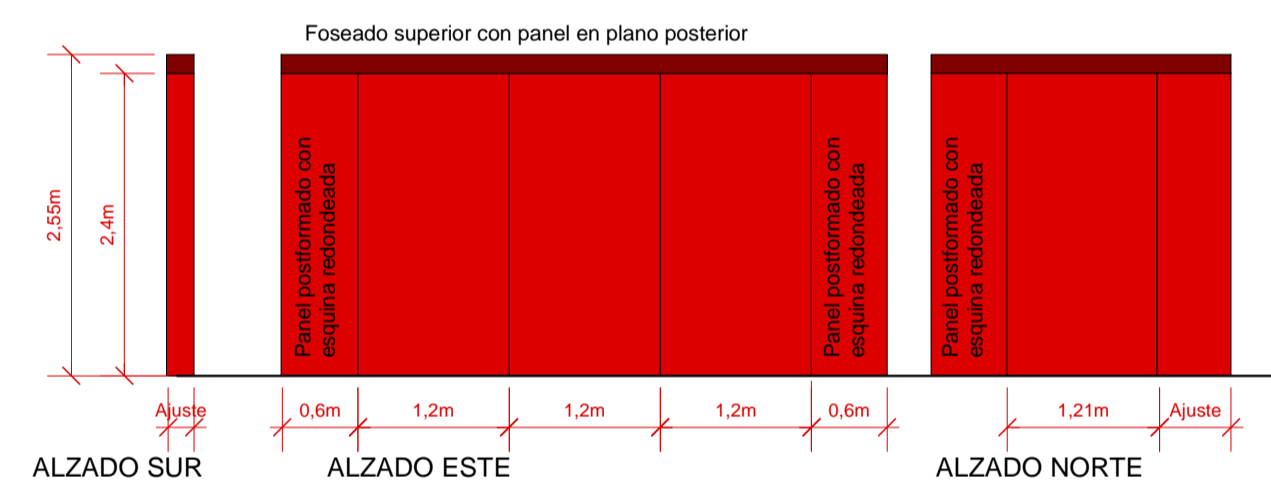 Foseado superior con panel en plano posterior
2,55m
2,4m
Panel postformado con
esquina redondeada
Panel postformado con
esquina redondeada
Panel postformado con
esquina redondeada
Ajuste
0,6m
1,2m
1,2m
1,2m
0,6m
1,21m
Ajuste
ALZADO SUR
ALZADO ESTE
ALZADO NORTE